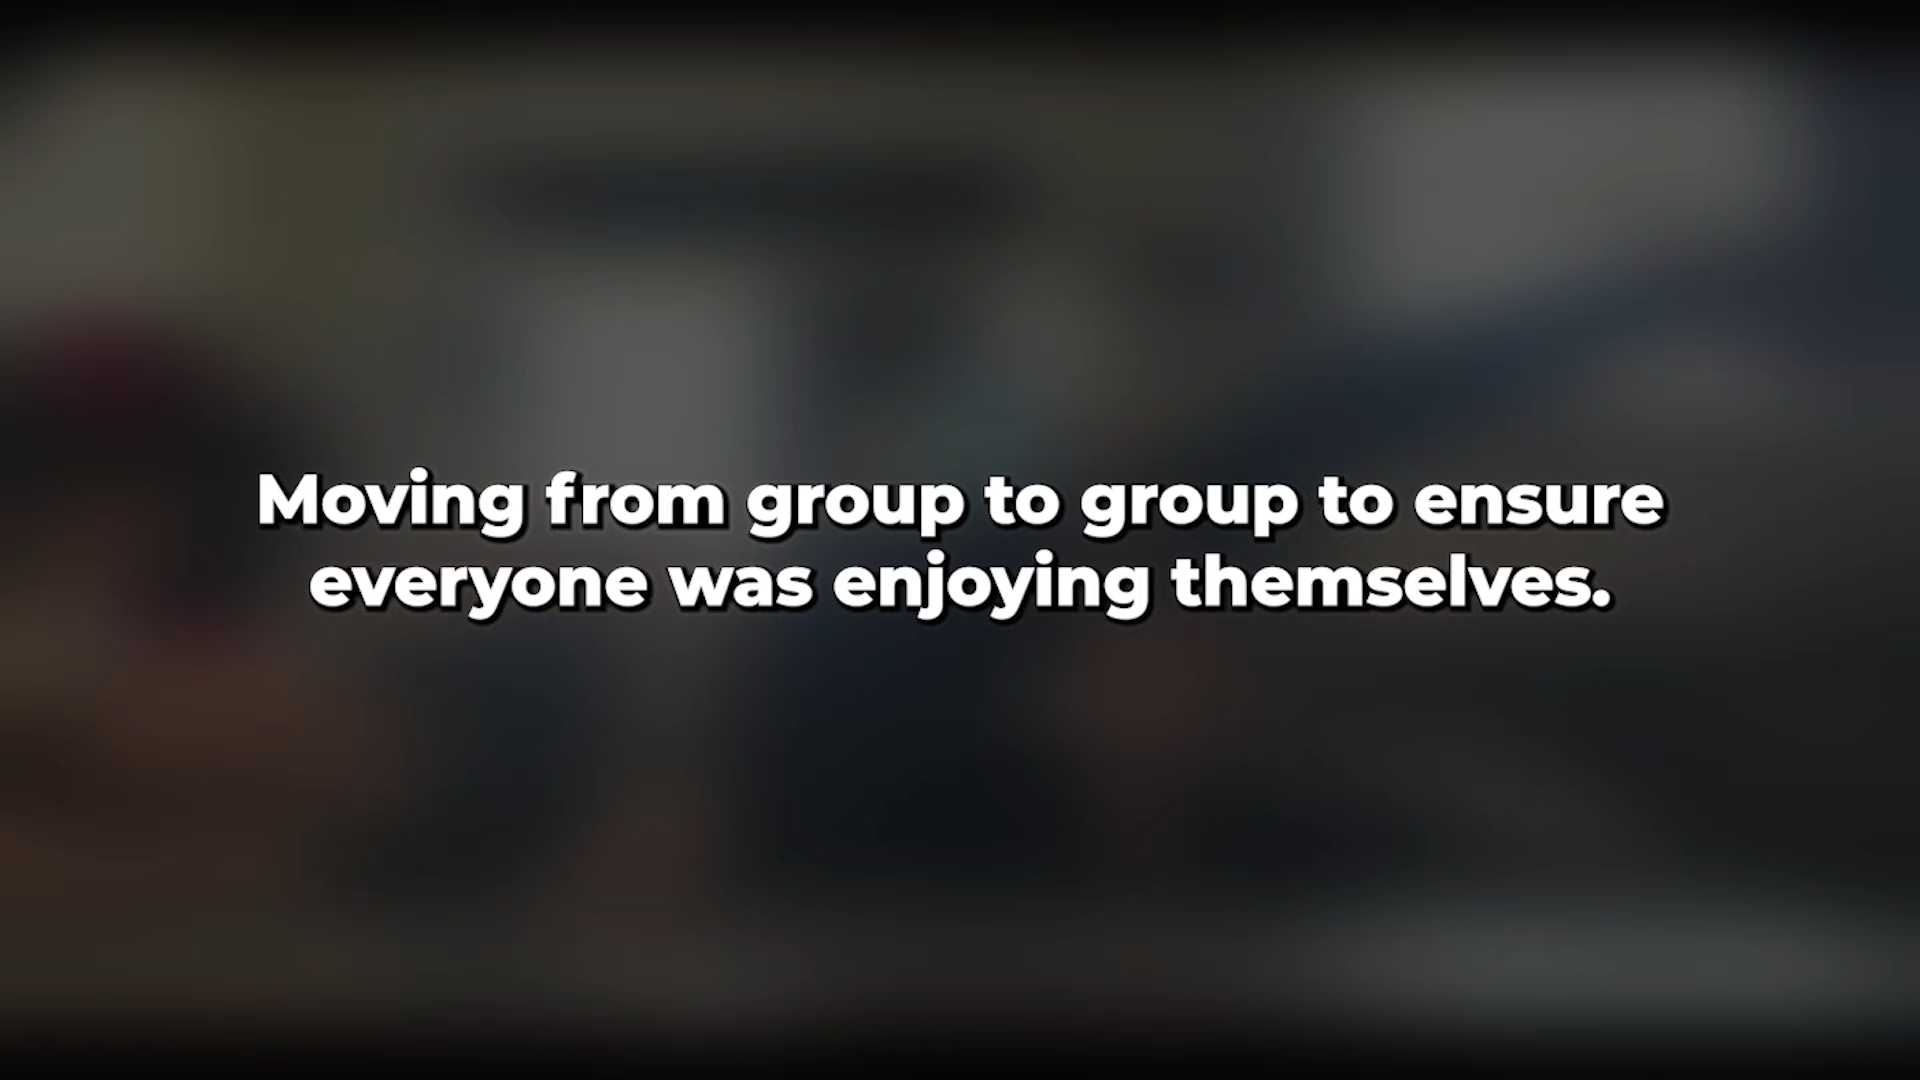 Moving from group to group to ensure
everyone was enjoying themselves.